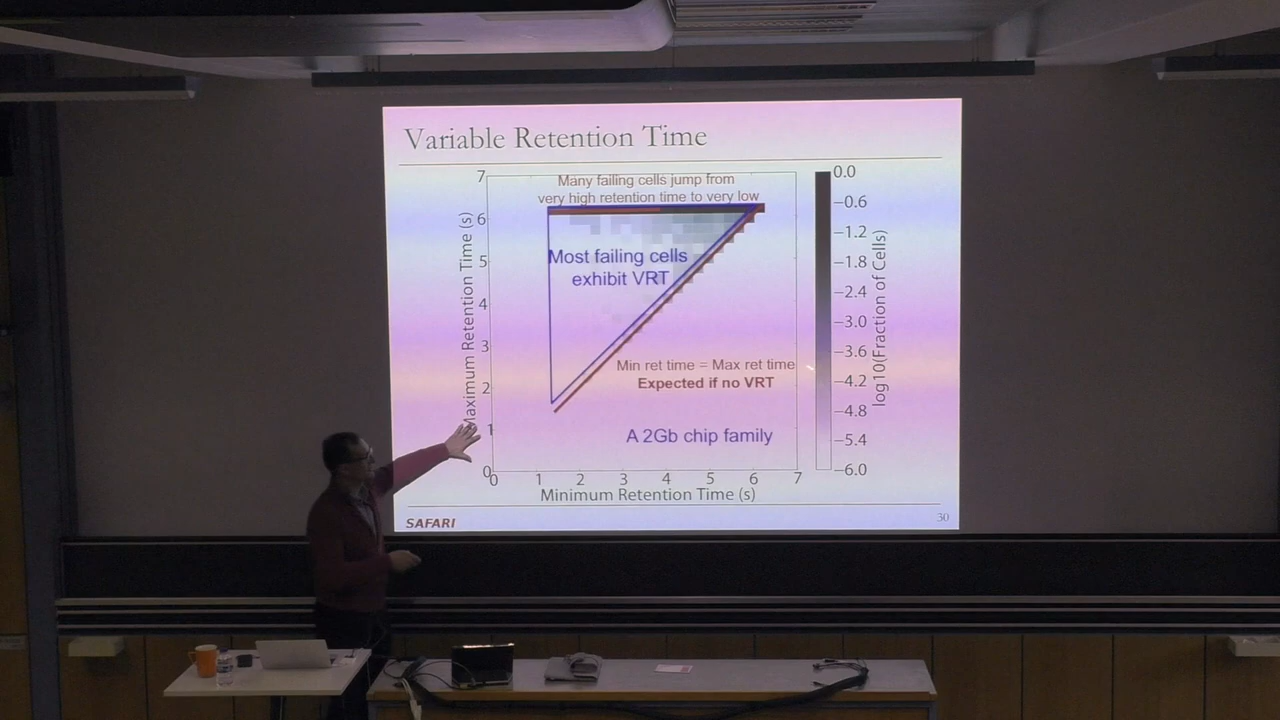 Variable Retention Time
Many failing cells jump from
very high retention time to very low
Most failing cells
exhibit VRT
Min ret time = Max ret time
Expected if no VRT
A 2Gb chip family
Maximum Retention Time (s)
7
6
5
4
3
2
1
0
0 1 2 3 4 5 6 7
Minimum Retention Time (s)
0.0
−0.6
−1.2
−1.8
−2.4
−3.0
−3.6
−4.2
−4.8
−5.4
−6.0
log10(Fraction of Cells)
SAFARI
30